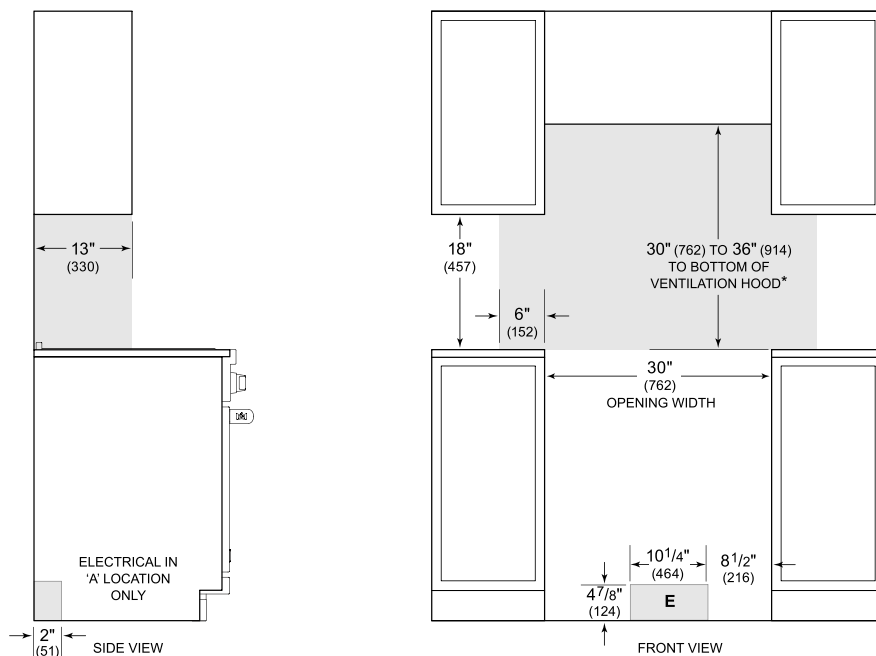 13"
(330)
18"
(457)
30" (762) TO 36" (914)
TO BOTTOM OF
VENTILATION HOOD*
6"
(152)
30"
(762)
OPENING WIDTH
ELECTRICAL IN
'A' LOCATION
ONLY
10 1/4"
(464)
8 1/2"
(216)
4 7/8"
(124)
E
2"
(51)
SIDE VIEW
FRONT VIEW